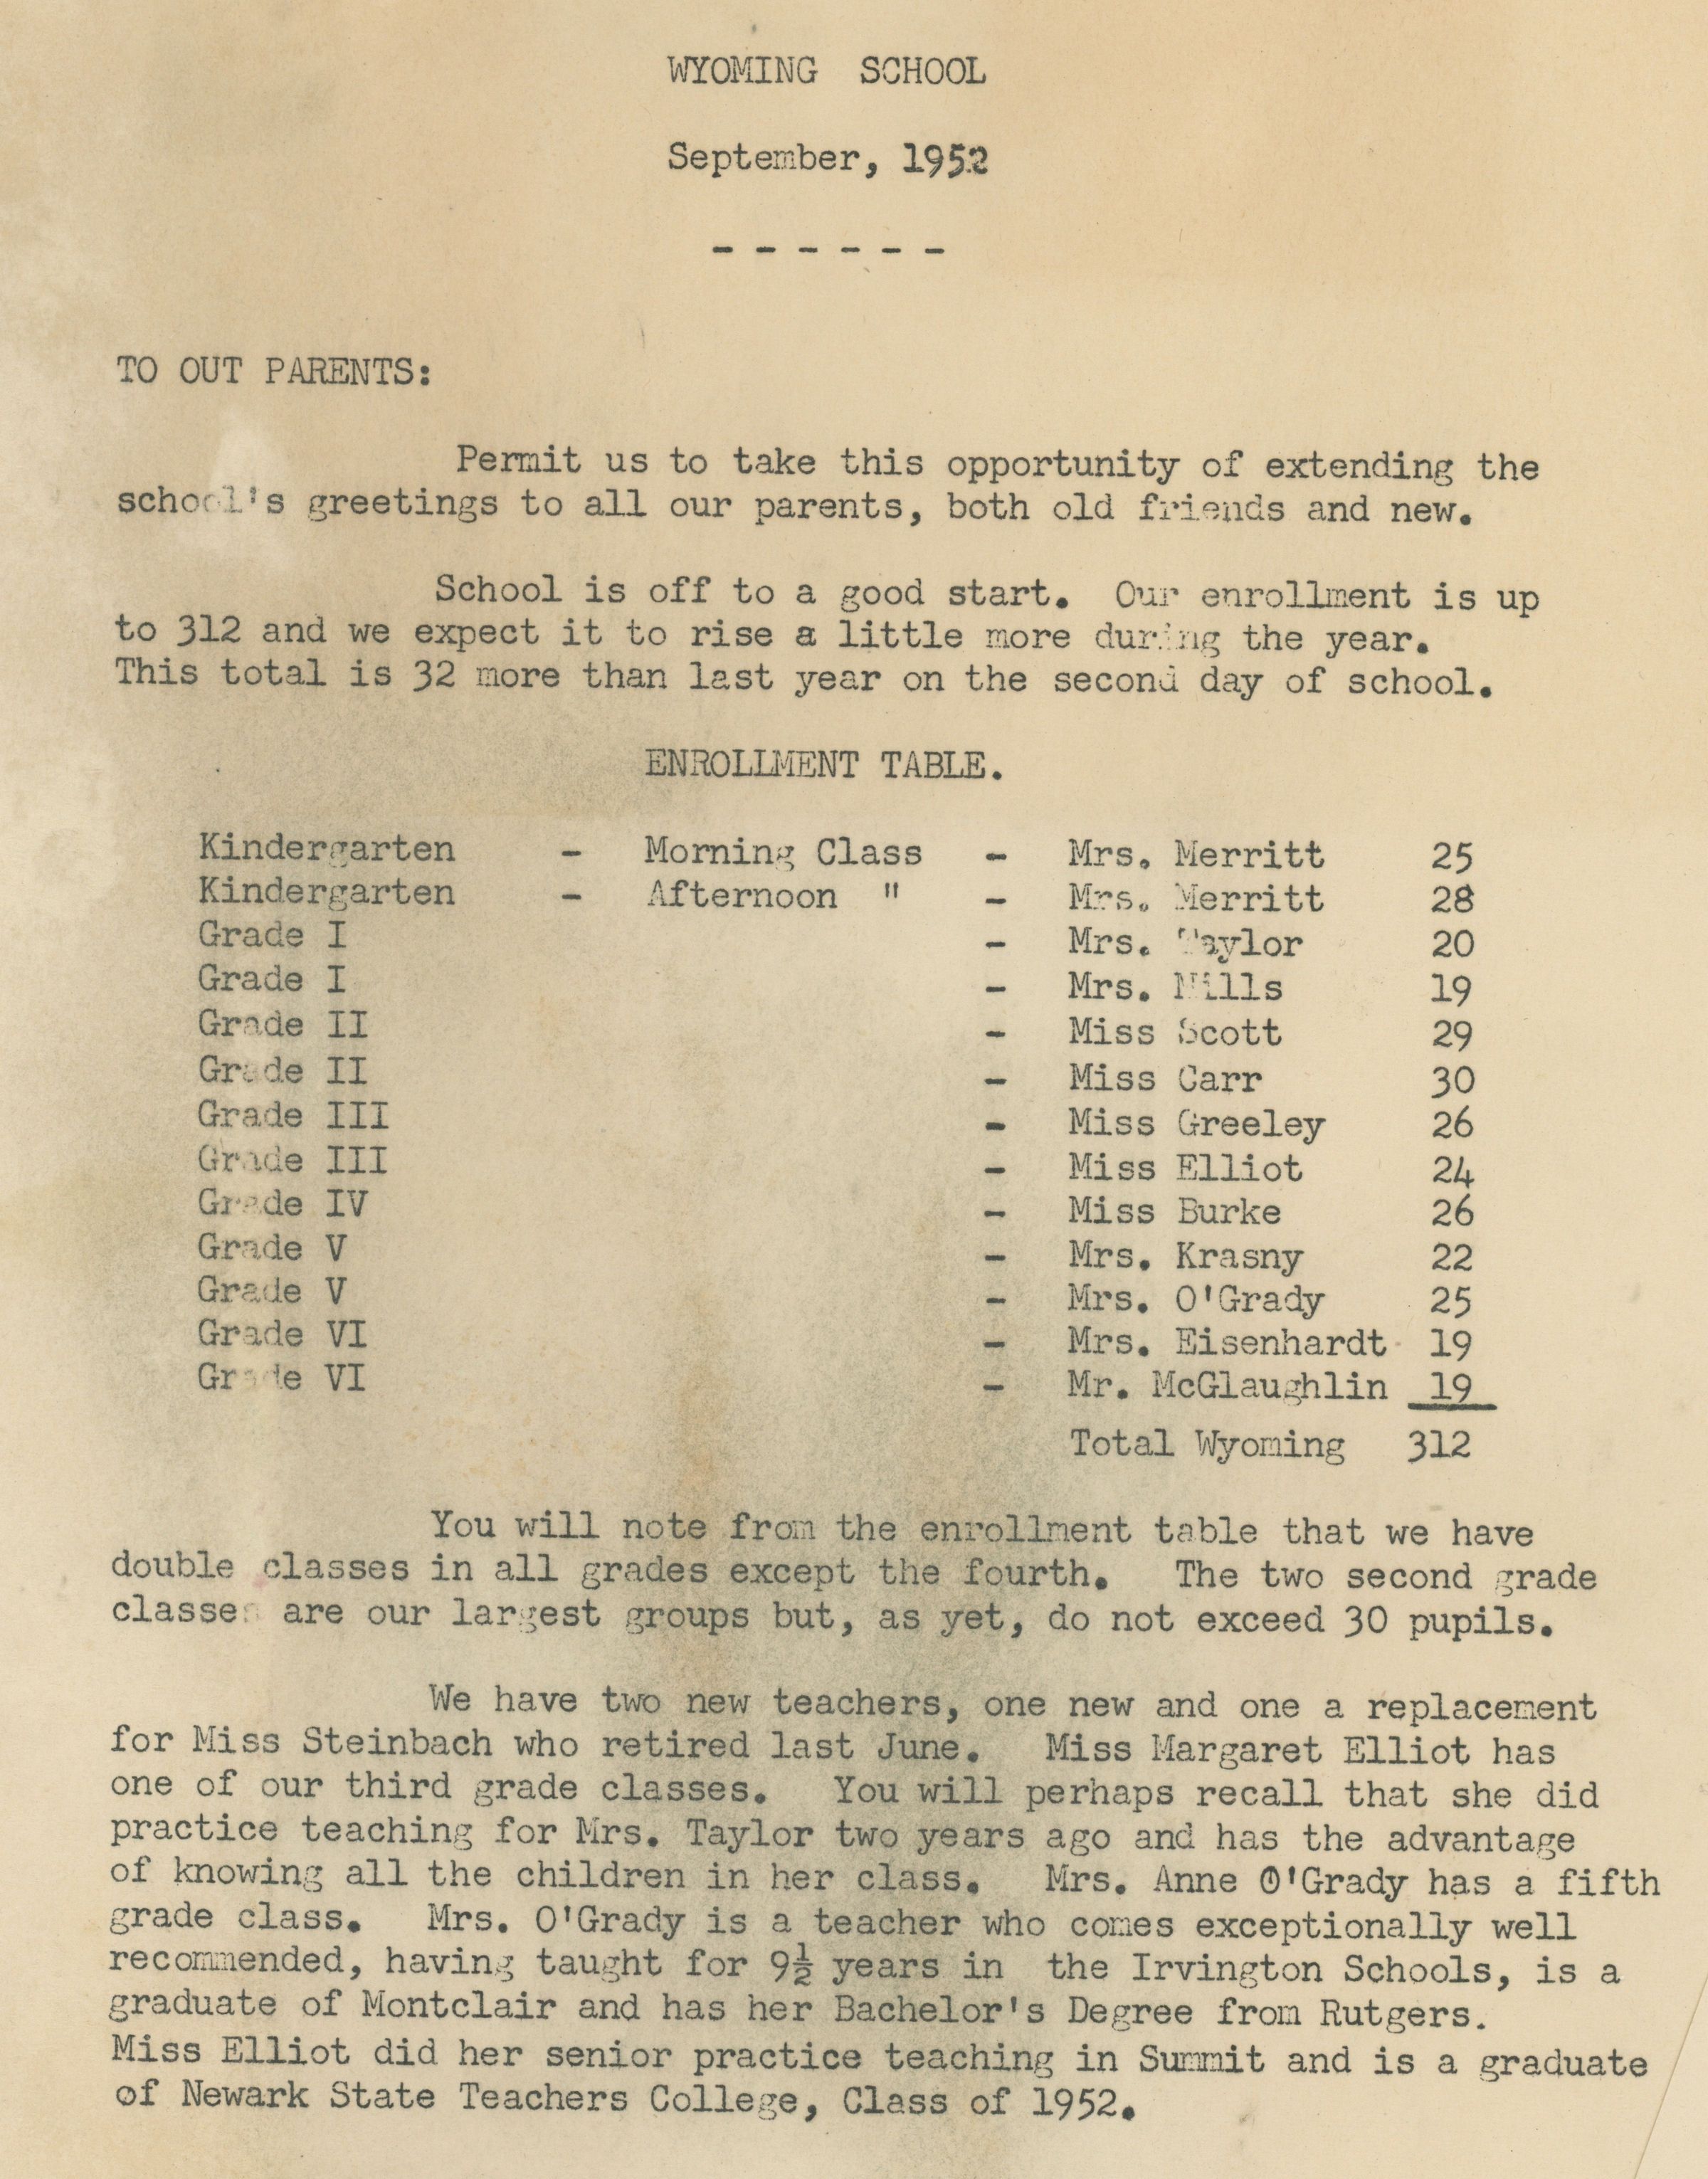 WYOMING SCHOOL
September, 1952
- - - - - -
TO OUT PARENTS:
Permit us to take this opportunity of extending the
school's greetings to all our parents, both old friends and new.
School is off to a good start. Our enrollment is up
to 312 and we expect it to rise a little more during the year.
This total is 32 more than last year on the second day of school.
ENROLLMENT TABLE.
Kindergarten - Morning Class - Mrs. Merritt 25
Kindergarten - Afternoon " - Mrs. Merritt 28
Grade I - Mrs. Taylor 20
Grade I - Mrs. 19
Grade II - Miss Scott 29
Grade II - Miss Carr 30
Grade III - Miss Greeley 26
Grade III - Miss Elliot 24
Grade IV - Miss Burke 26
Grade V - Mrs. Krasny 22
Grade V - Mrs. O'Grady 25
Grade VI - Mrs. Eisenhardt 19
Grade VI - Mr. McGlaughlin 19
Total Wyoming 312
You will note from the enrollment table that we have
double classes in all grades except the fourth. The two second grade
classes are our largest groups but, as yet, do not exceed 30 pupils.
We have two new teachers, one new and one a replacement
for Miss Steinbach who retired last June. Miss Margaret Elliot has
one of our third grade classes. You will perhaps recall that she did
practice teaching for Mrs. Taylor two years ago and has the advantage
of knowing all the children in her class. Mrs. Anne O'Grady has a fifth
grade class. Mrs. O'Grady is a teacher who comes exceptionally well
recommended, having taught for 9½ years in the Irvington Schools, is a
graduate of Montclair and has her Bachelor's Degree from Rutgers.
Miss Elliot did her senior practice teaching in Summit and is a graduate
of Newark State Teachers College, Class of 1952.